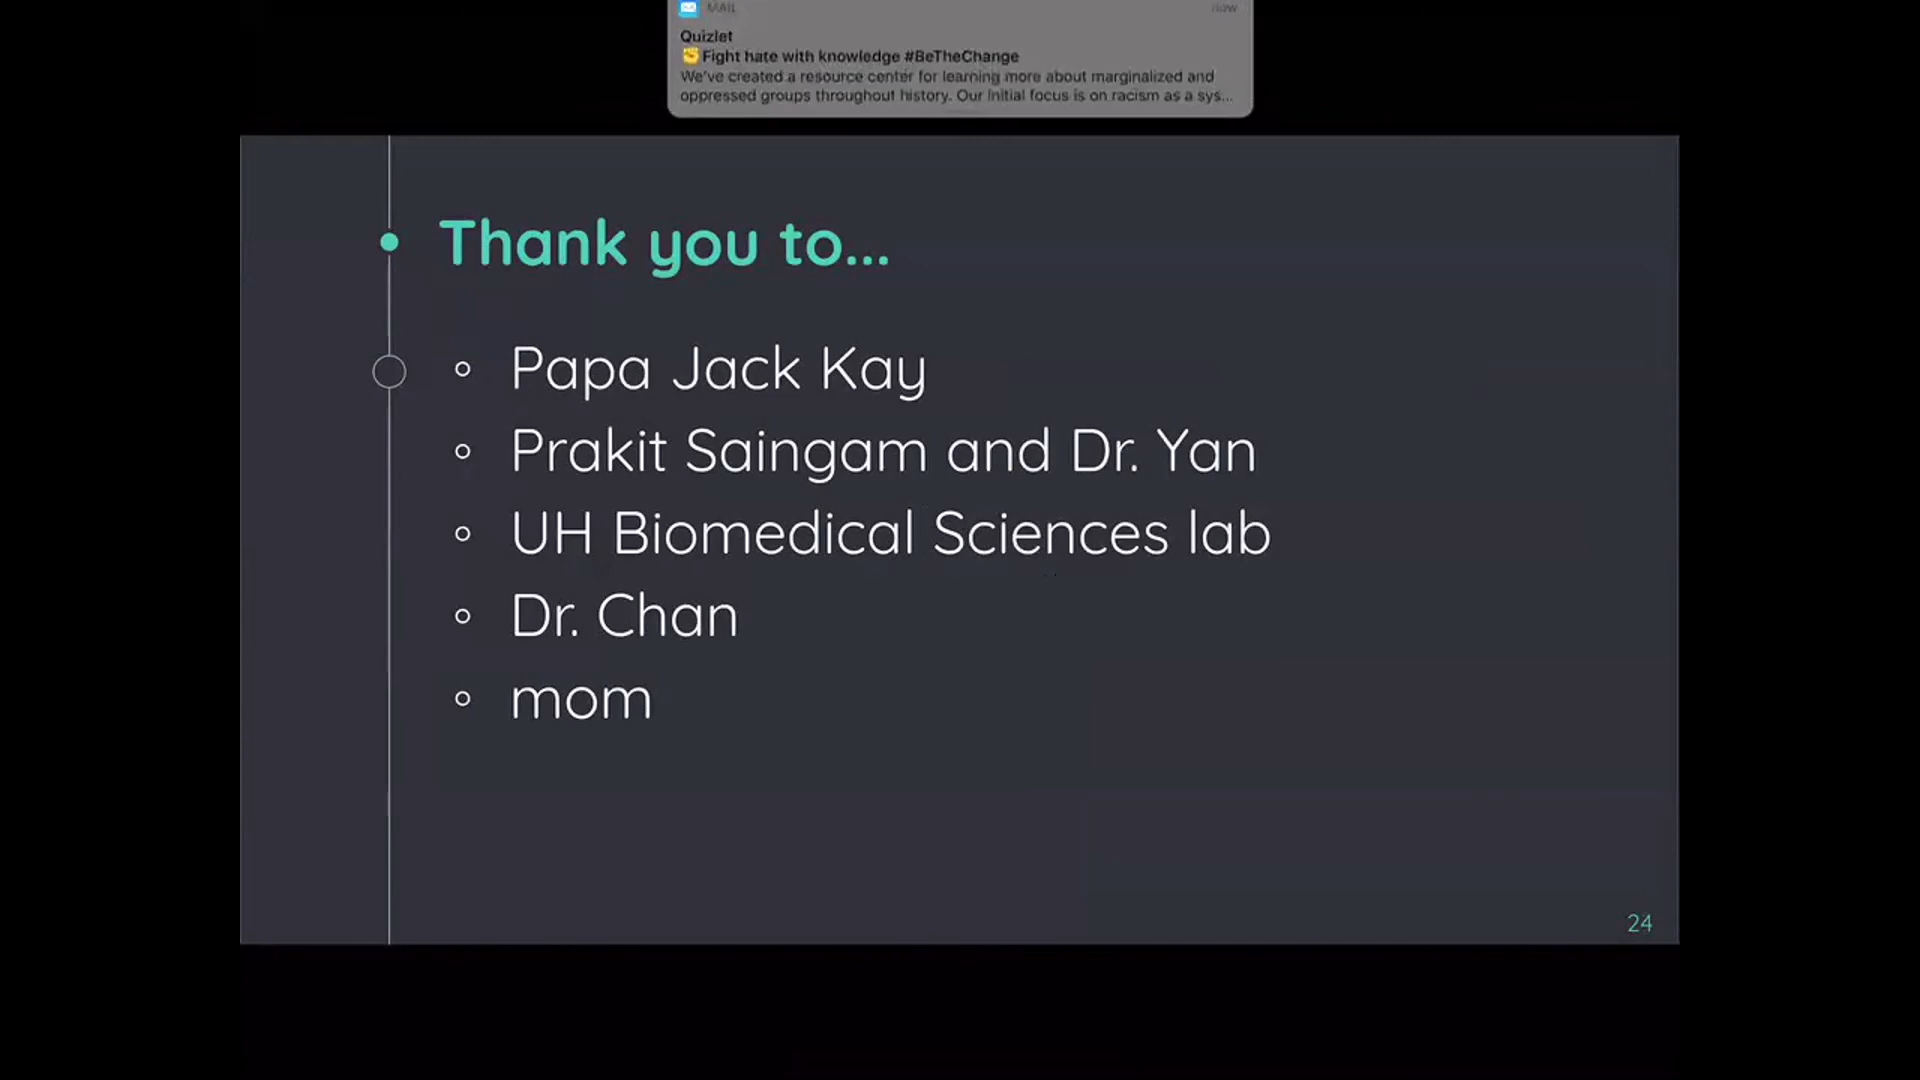 MAIL now
Quizlet
✊Fight hate with knowledge #BeTheChange
We've created a resource center for learning more about marginalized and
oppressed groups throughout history. Our initial focus is on racism as a sys...
Thank you to...
Papa Jack Kay
Prakit Saingam and Dr. Yan
UH Biomedical Sciences lab
Dr. Chan
mom
24